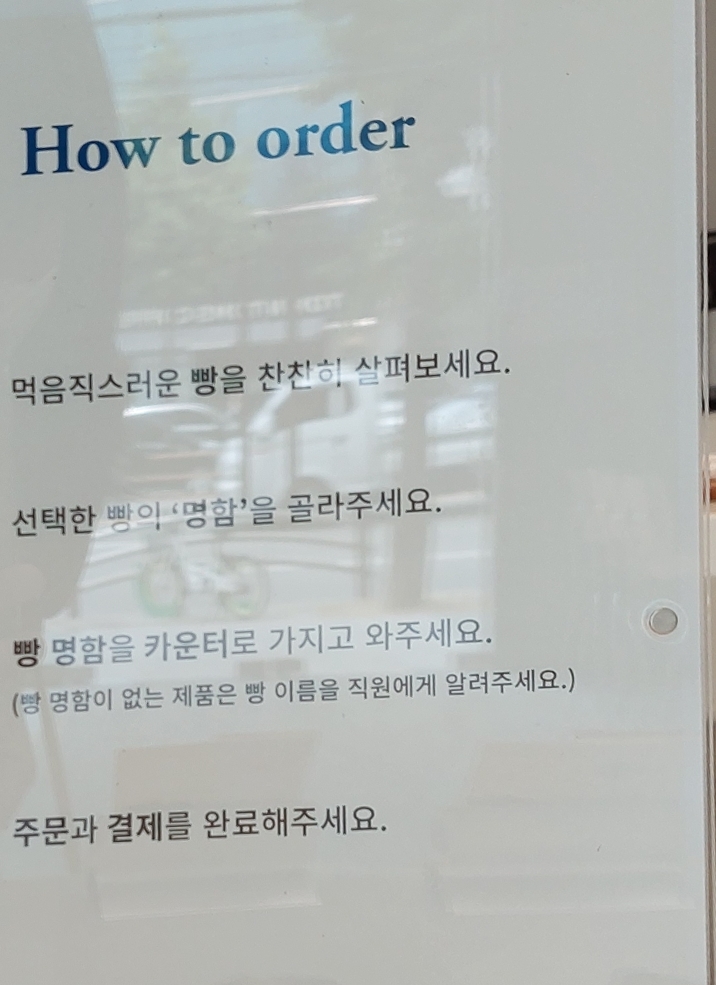 How to order
먹음직스러운 빵을 찬찬히 살펴보세요.
선택한 빵의 ‘명함’을 골라주세요.
빵 명함을 카운터로 가지고 와주세요.
(빵 명함이 없는 제품은 빵 이름을 직원에게 알려주세요.)
주문과 결제를 완료해주세요.